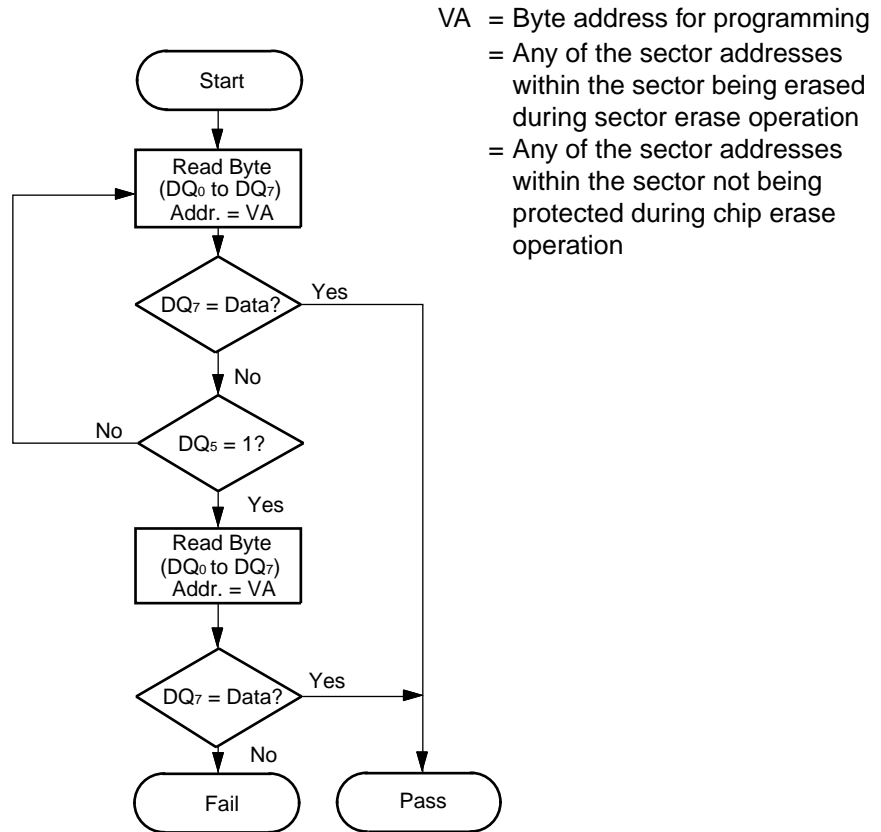 VA = Byte address for programming
= Any of the sector addresses
within the sector being erased
during sector erase operation
= Any of the sector addresses
within the sector not being
protected during chip erase
operation
Start
Read Byte
(DQ₀ to DQ₇)
Addr. = VA
DQ₇ = Data?
Yes
No
DQ₅ = 1?
No
Yes
Read Byte
(DQ₀ to DQ₇)
Addr. = VA
DQ₇ = Data?
Yes
No
Fail
Pass